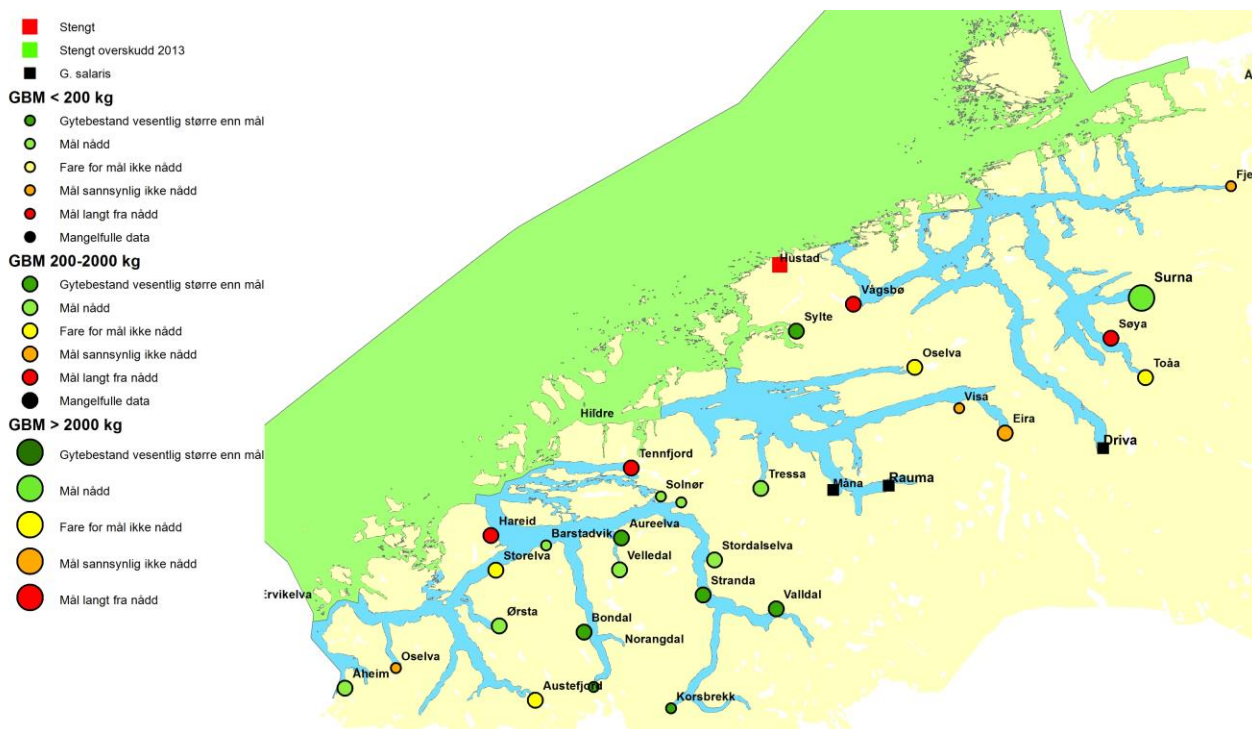 Stengt
Stengt overskudd 2013
G. salaris
GBM < 200 kg
Gytebestand vesentlig større enn mål
Mål nådd
Fare for mål ikke nådd
Mål sannsynlig ikke nådd
Mål langt fra nådd
Mangelfulle data
GBM 200-2000 kg
Gytebestand vesentlig større enn mål
Mål nådd
Fare for mål ikke nådd
Mål sannsynlig ikke nådd
Mål langt fra nådd
Mangelfulle data
GBM > 2000 kg
Gytebestand vesentlig større enn mål
Mål nådd
Fare for mål ikke nådd
Mål sannsynlig ikke nådd
Mål langt fra nådd
A
Fje
Hustad
Vågsbø
Surna
Sylte
Søya
Oselva
Toåa
Visa
Hildre
Eira
Driva
Tennfjord
Tressa
Måna
Rauma
Solnør
Hareid
Barstadvik
Aureelva
Storelva
Velledal
Stordalselva
Ervikelva
Stranda
Valldal
Ørsta
Bondal
Norangdal
Oselva
Åheim
Austefjord
Korsbrekk